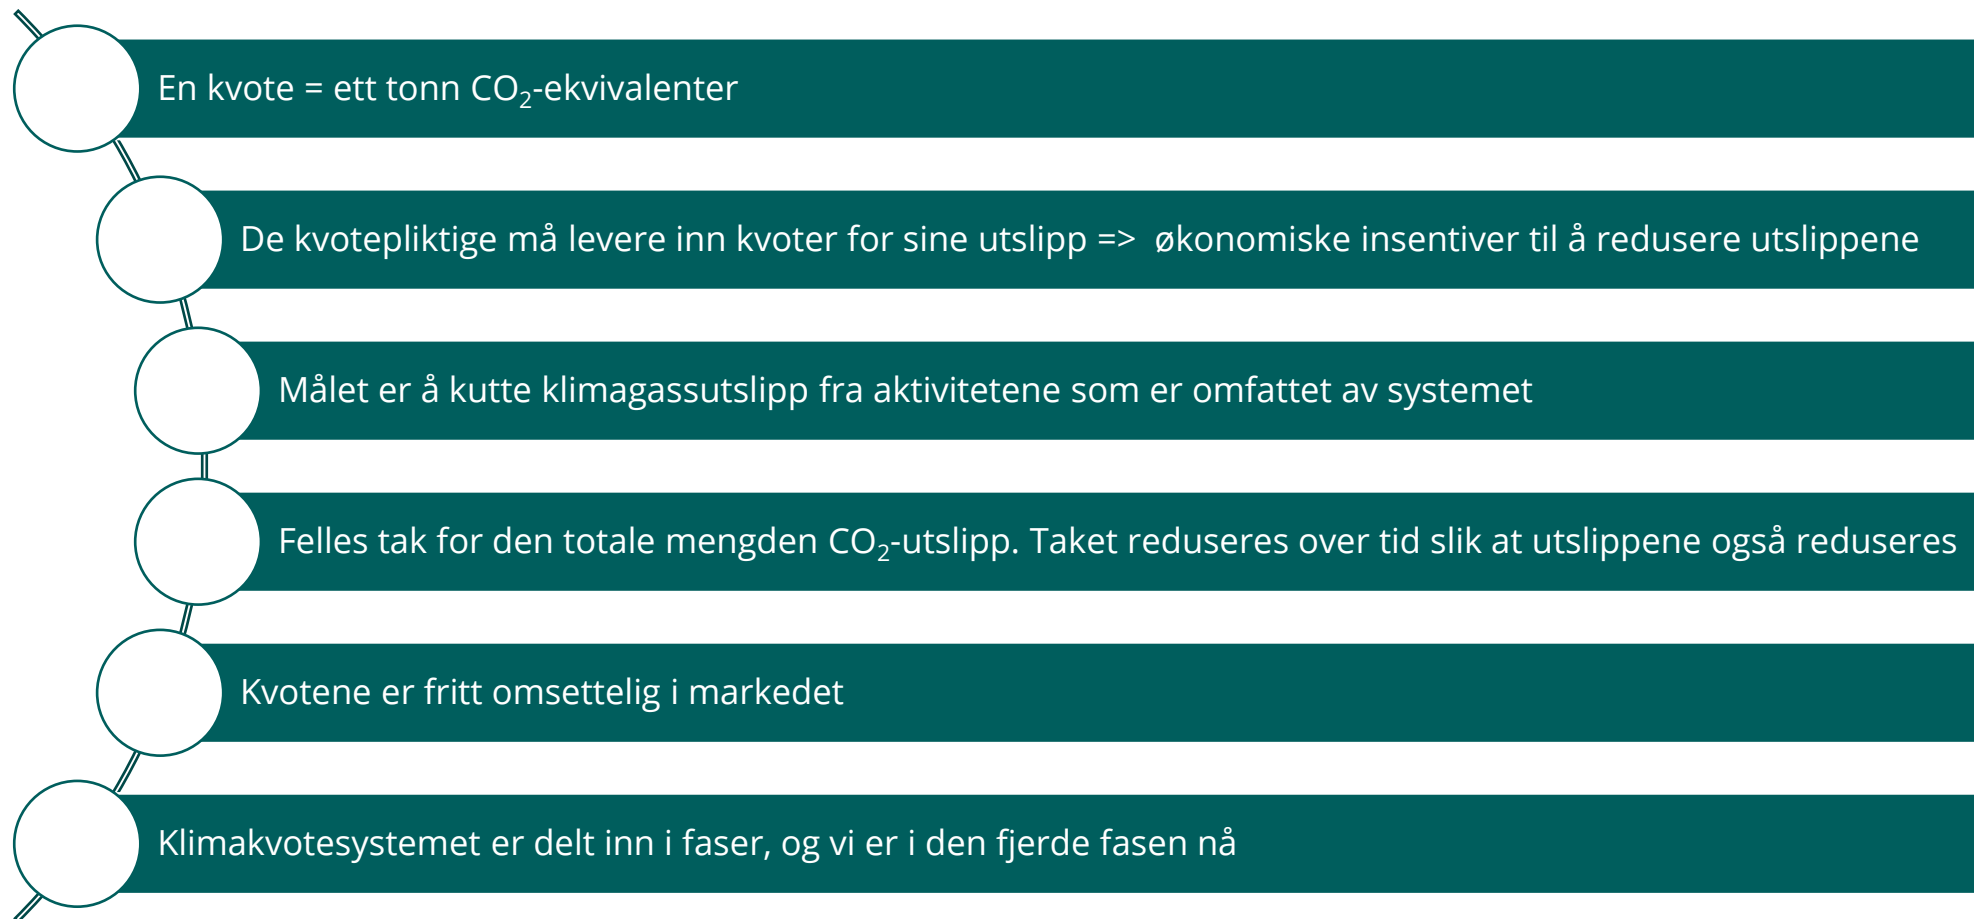 En kvote = ett tonn CO₂-ekvivalenter
De kvotepliktige må levere inn kvoter for sine utslipp => økonomiske insentiver til å redusere utslippene
Målet er å kutte klimagassutslipp fra aktivitetene som er omfattet av systemet
Felles tak for den totale mengden CO₂-utslipp. Taket reduseres over tid slik at utslippene også reduseres
Kvotene er fritt omsettelig i markedet
Klimakvotesystemet er delt inn i faser, og vi er i den fjerde fasen nå